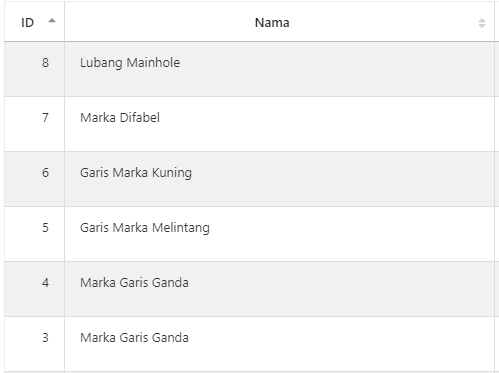 ID Nama
8 Lubang Mainhole
7 Marka Difabel
6 Garis Marka Kuning
5 Garis Marka Melintang
4 Marka Garis Ganda
3 Marka Garis Ganda